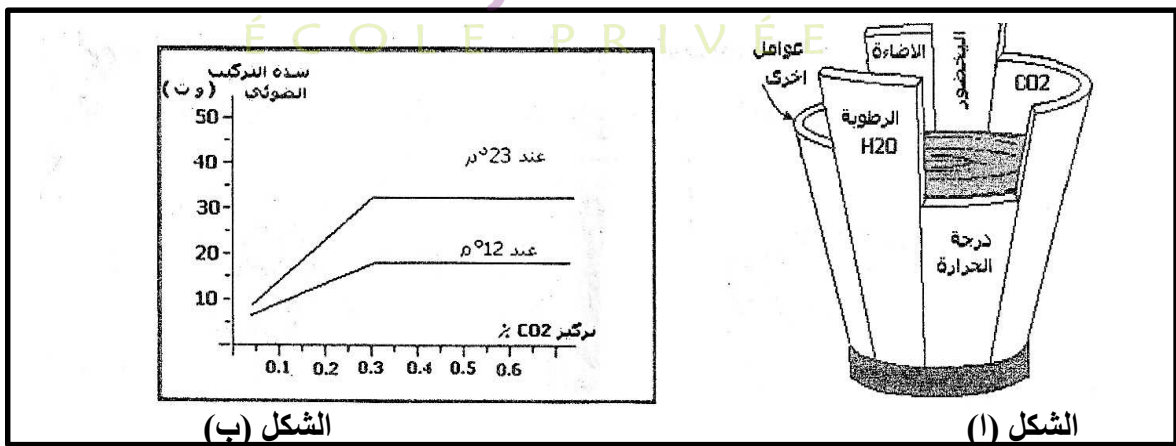 ÉCOLE PRIVÉE
عوامل
اخرى
الاضاءة
اليخضور
CO2
الرطوبة
H2O
درجة
الحرارة
الشكل (ا)
شدة التركيب
الضوئي (و ت)
50
40
30
20
10
عند 23°م
عند 12°م
تركيز CO2 %
0.1 0.2 0.3 0.4 0.5 0.6
الشكل (ب)